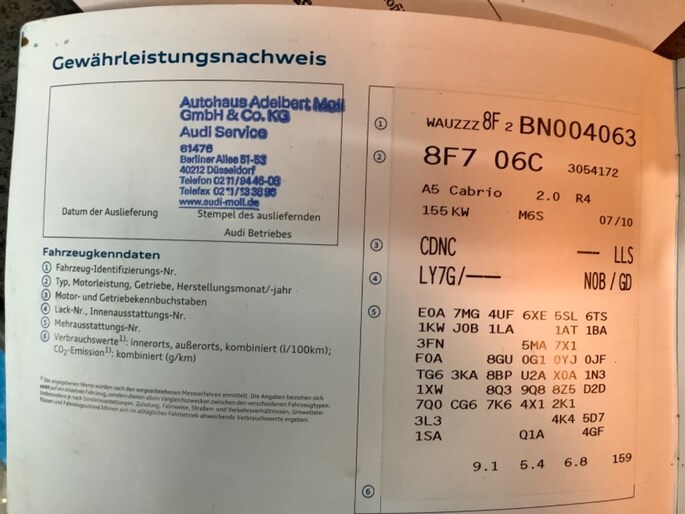 Gewährleistungsnachweis
Autohaus Adelbert Moll
GmbH & Co. KG
Audi Service
61476
Berliner Allee 51-53
40212 Düsseldorf
Telefon 0211/9446-08
www.audi-moll.de
Datum der Auslieferung
Stempel des ausliefernden
Audi Betriebes
Fahrzeugkenndaten
① Fahrzeug-Identifizierungs-Nr.
② Typ, Motorleistung, Getriebe, Herstellungsmonat/-jahr
③ Motor- und Getriebekennbuchstaben
④ Lack-Nr., Innenausstattungs-Nr.
⑤ Mehrausstattungs-Nr.
⑥ Verbrauchswerte¹⁾: innerorts, außerorts, kombiniert (l/100km);
CO₂-Emission¹⁾: kombiniert (g/km)
① WAUZZZ 8F 2 BN004063
② 8F7 06C 3054172
A5 Cabrio 2.0 R4
155 KW M6S 07/10
③ CDNC –– LLS
④ LY7G/––– N0B / GD
⑤ E0A 7MG 4UF 6XE 5SL 6TS
1KW J0B 1LA 1AT 1BA
3FN 5MA 7X1
F0A 8GU 0G1 0YJ 0JF
TG6 3KA 8BP U2A X0A 1N3
1XW 8Q3 9Q8 8Z5 D2D
7Q0 CG6 7K6 4X1 2K1
3L3 4K4 5D7
1SA Q1A 4GF
9.1 5.4 6.8 159
⑥